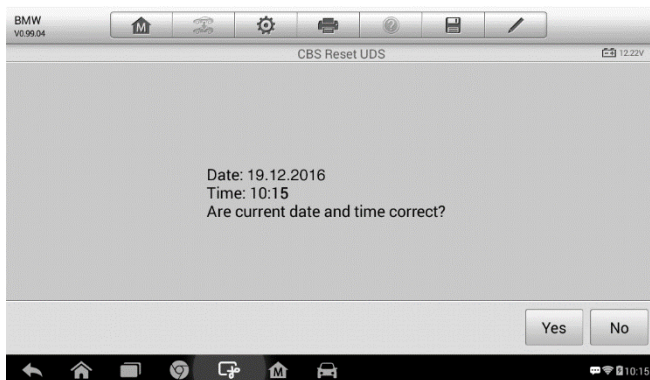 BMW
V0.99.04
CBS Reset UDS
12.22V
Date: 19.12.2016
Time: 10:15
Are current date and time correct?
Yes
No
10:15